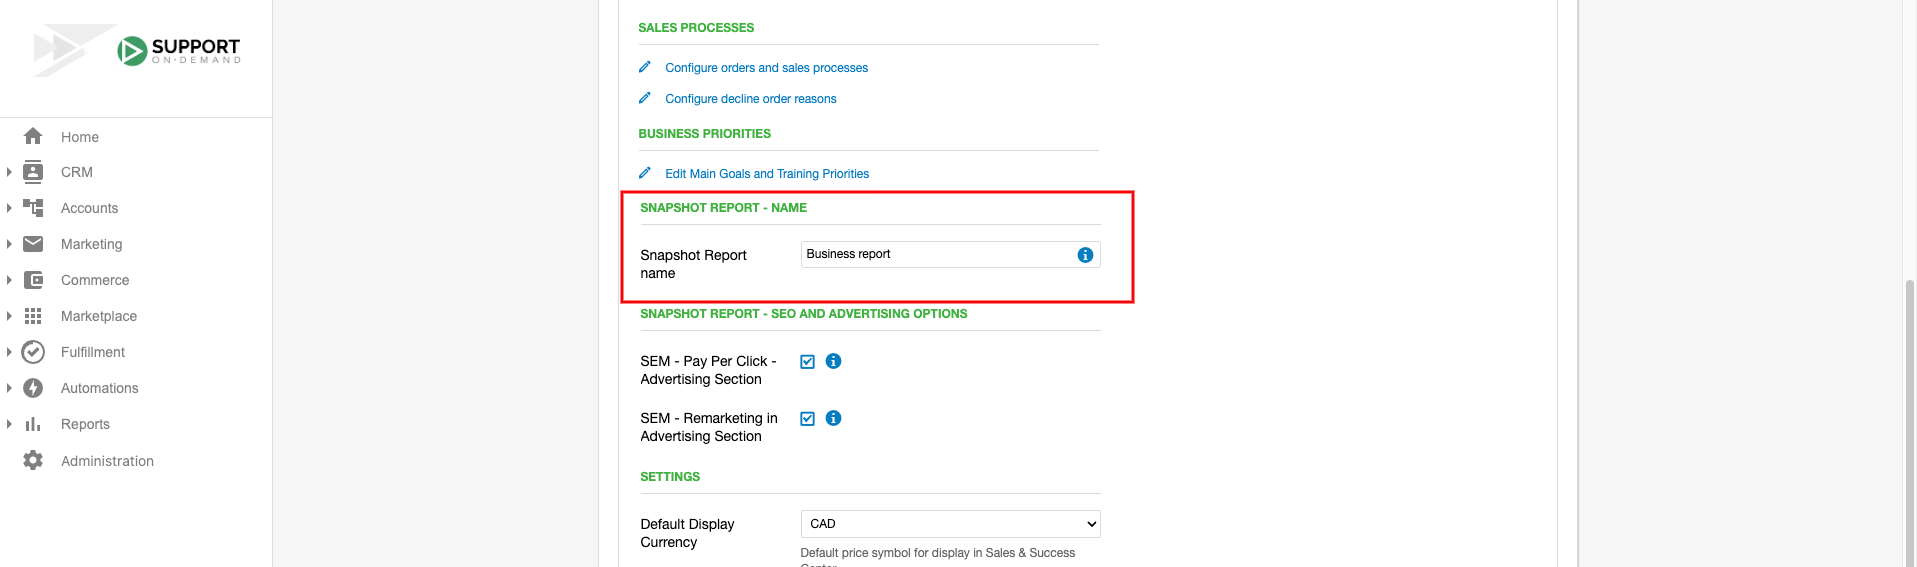 SUPPORT
ON-DEMAND
Home
CRM
Accounts
Marketing
Commerce
Marketplace
Fulfillment
Automations
Reports
Administration
SALES PROCESSES
Configure orders and sales processes
Configure decline order reasons
BUSINESS PRIORITIES
Edit Main Goals and Training Priorities
SNAPSHOT REPORT - NAME
Snapshot Report
name
Business report
SNAPSHOT REPORT - SEO AND ADVERTISING OPTIONS
SEM - Pay Per Click -
Advertising Section
SEM - Remarketing in
Advertising Section
SETTINGS
Default Display
Currency
CAD
Default price symbol for display in Sales & Success